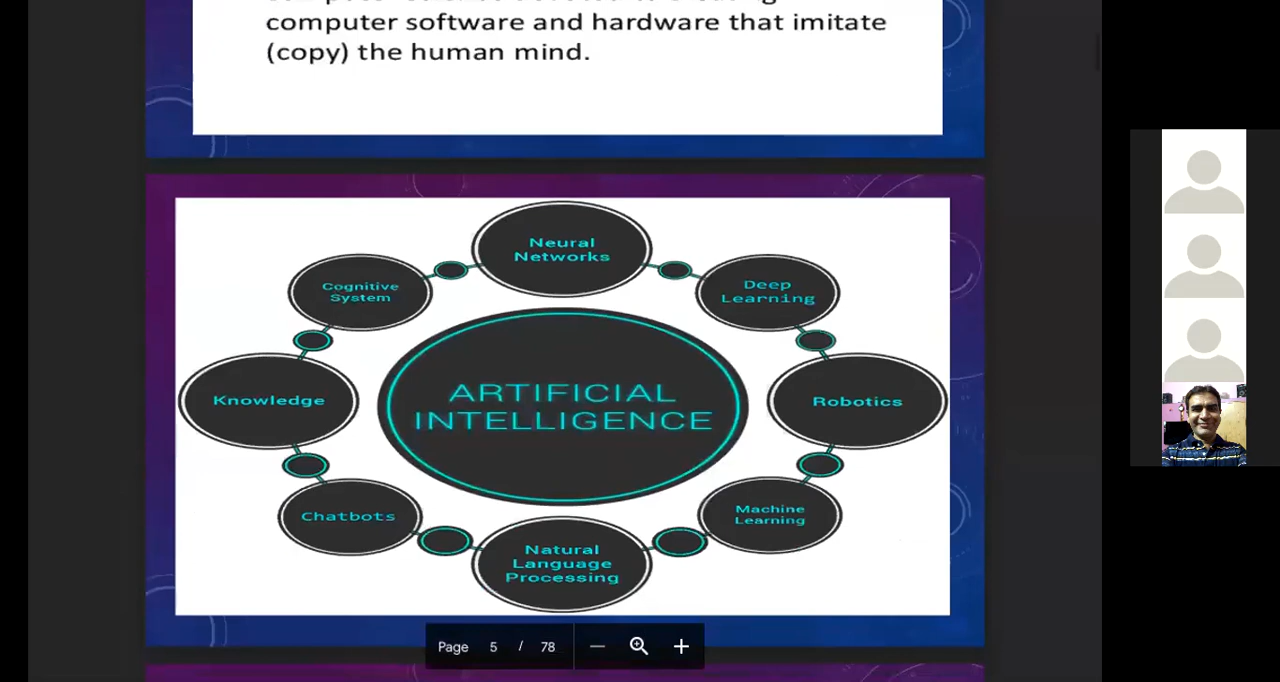 computer software and hardware that imitate
(copy) the human mind.
Neural
Networks
Cognitive
System
Deep
Learning
Knowledge
ARTIFICIAL
INTELLIGENCE
Robotics
Chatbots
Machine
Learning
Natural
Language
Processing
Page 5 / 78